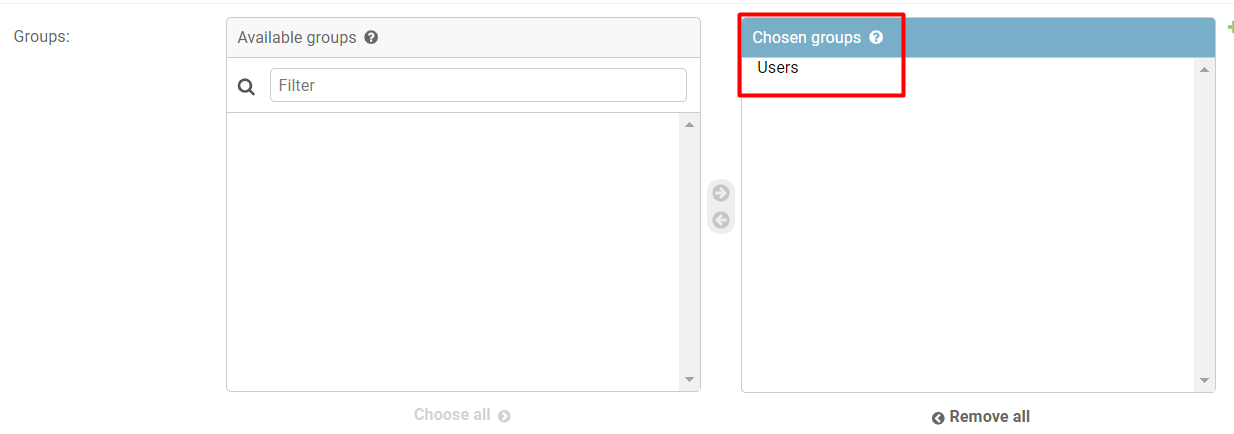 Groups:
Available groups
Chosen groups
Filter
Users
Choose all
Remove all